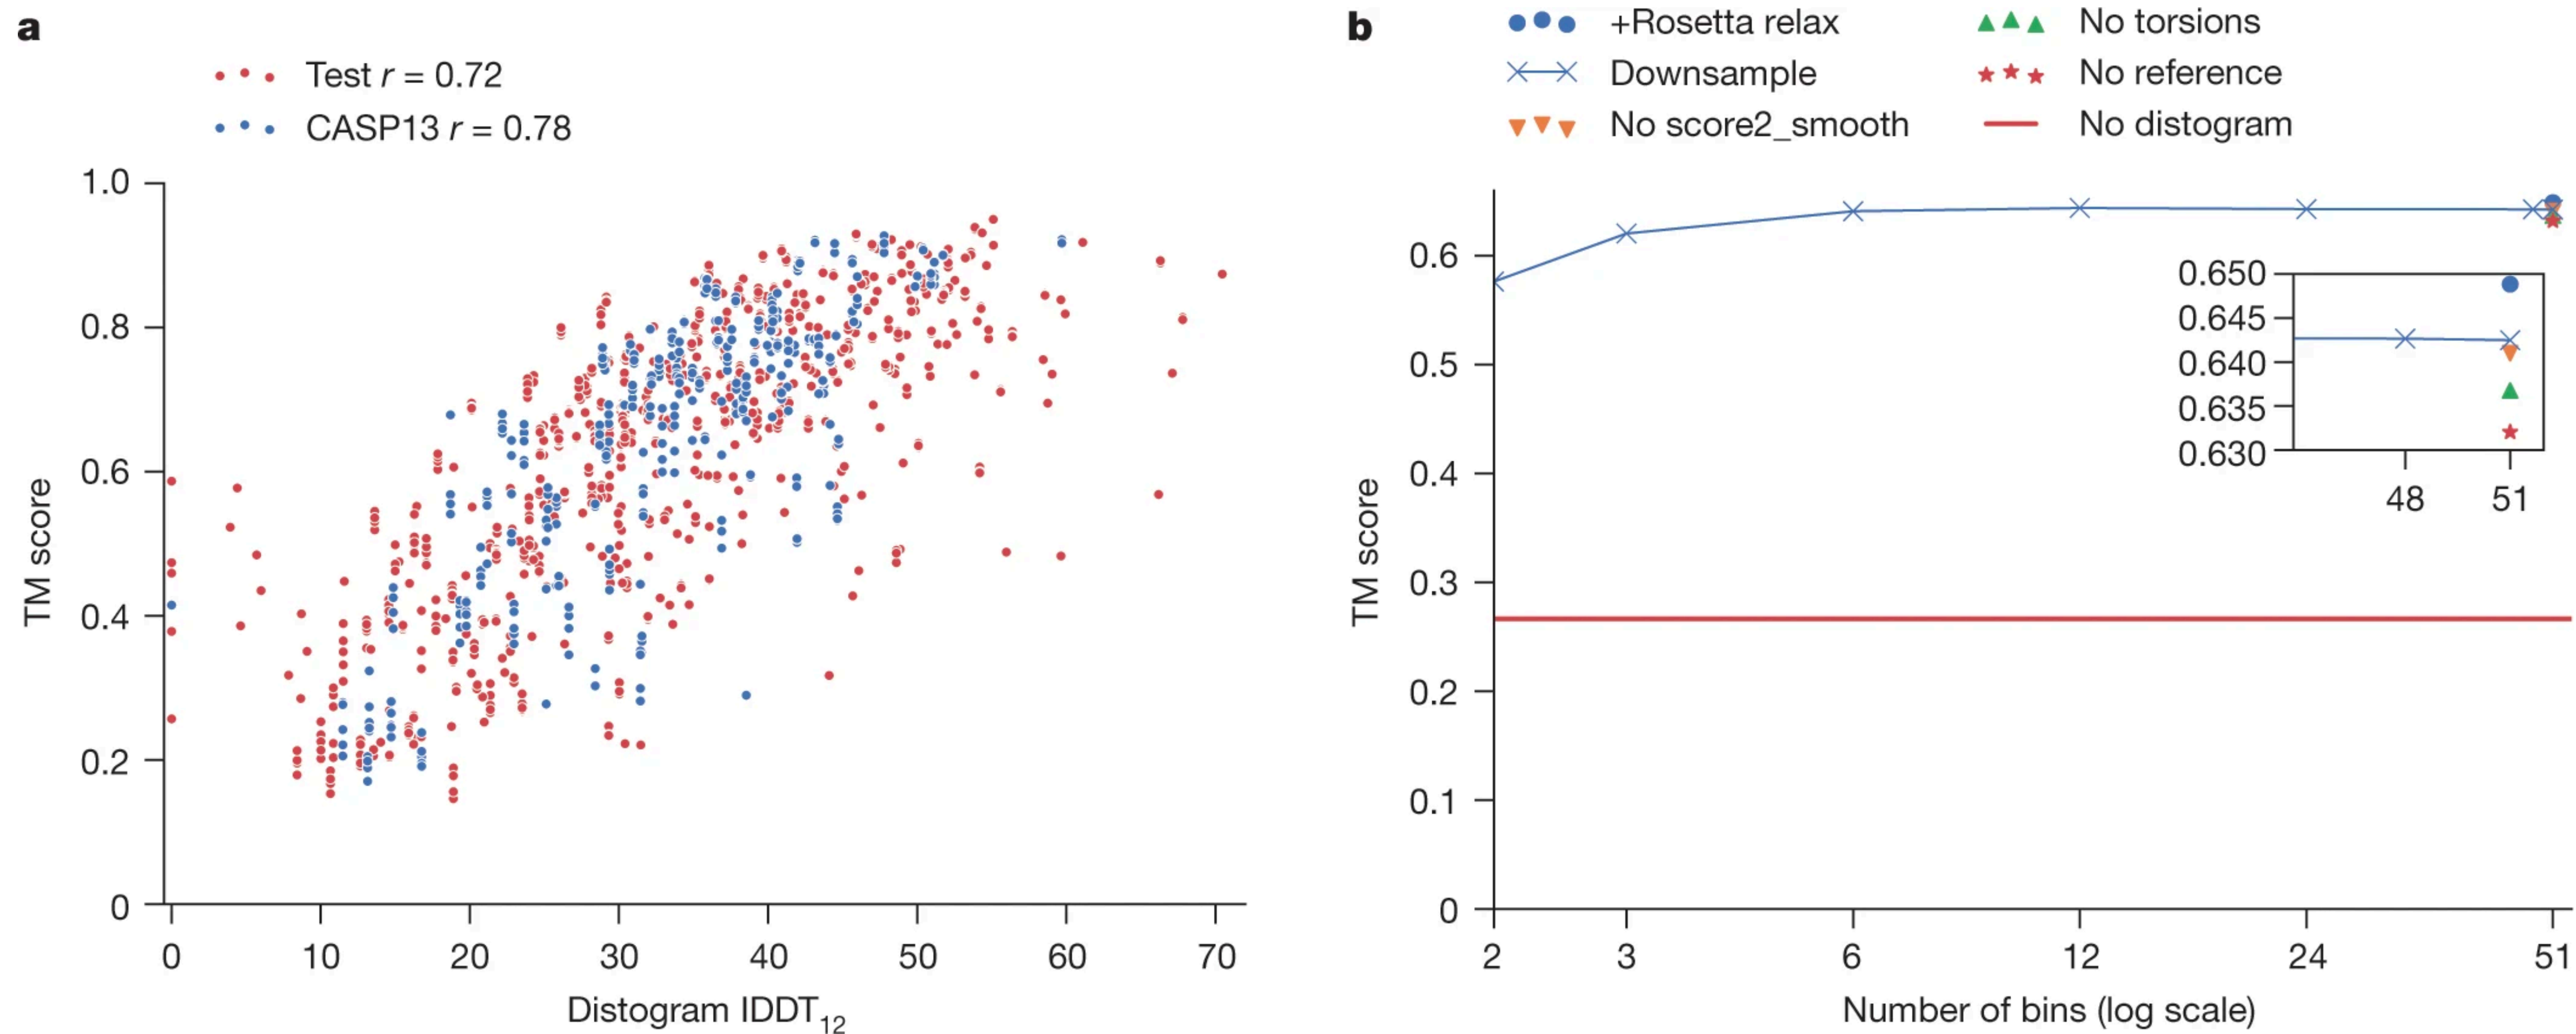 a
Test r = 0.72
CASP13 r = 0.78
1.0
0.8
0.6
0.4
0.2
0
TM score
0 10 20 30 40 50 60 70
Distogram lDDT12
b
+Rosetta relax
Downsample
No score2_smooth
No torsions
No reference
No distogram
0.6
0.5
0.4
0.3
0.2
0.1
0
TM score
0.650
0.645
0.640
0.635
0.630
48 51
2 3 6 12 24 51
Number of bins (log scale)